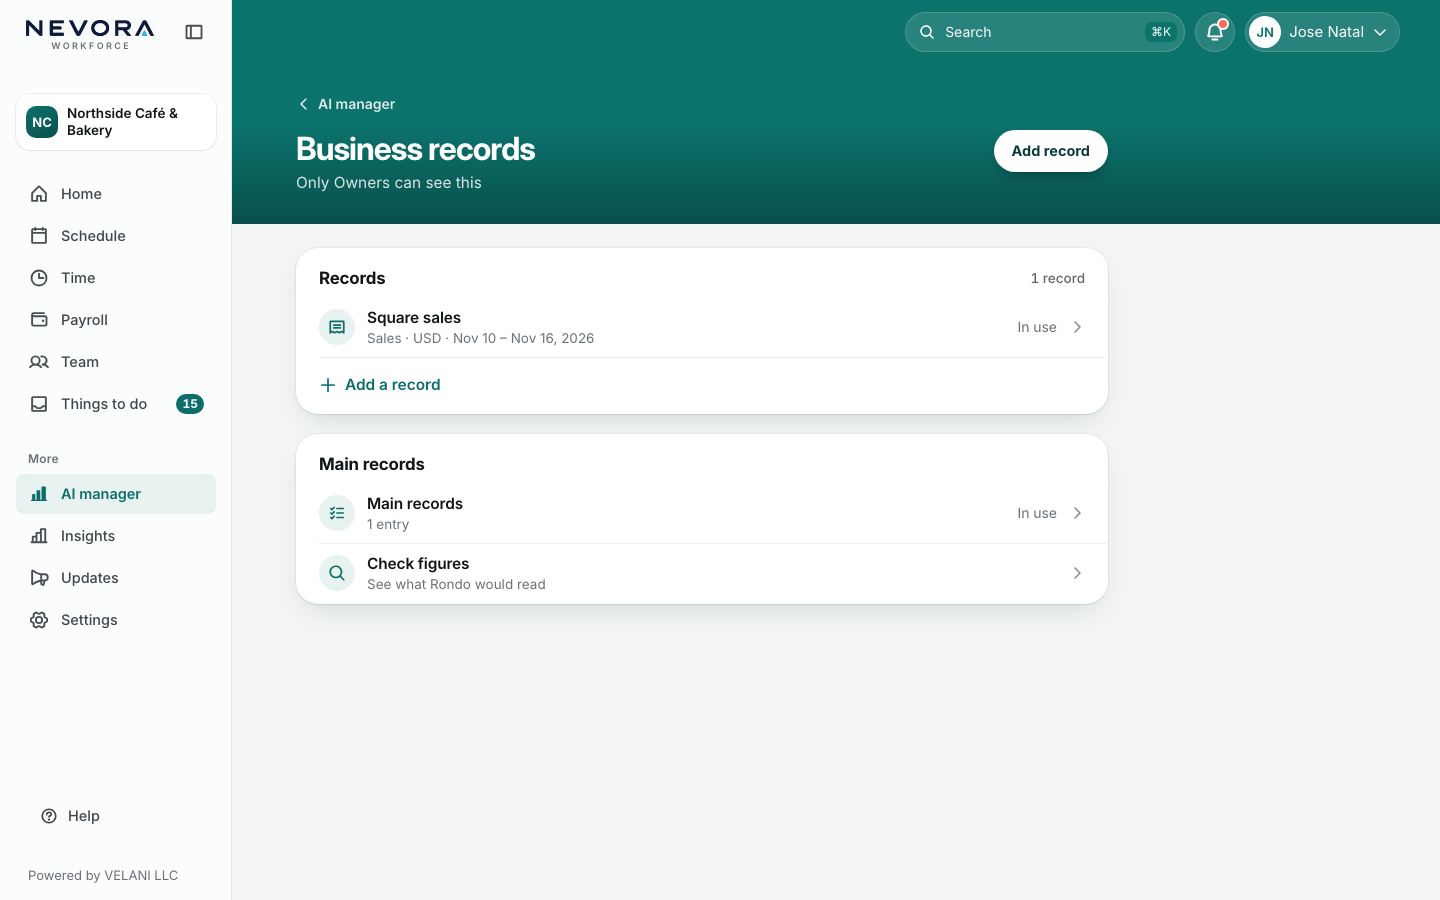 NEVORA
WORKFORCE
Search
⌘K
JN
Jose Natal
NC
Northside Café &
Bakery
Home
Schedule
Time
Payroll
Team
Things to do
15
More
AI manager
Insights
Updates
Settings
Help
Powered by VELANI LLC
AI manager
Business records
Only Owners can see this
Add record
Records
1 record
Square sales
Sales · USD · Nov 10 – Nov 16, 2026
In use
Add a record
Main records
Main records
1 entry
In use
Check figures
See what Rondo would read